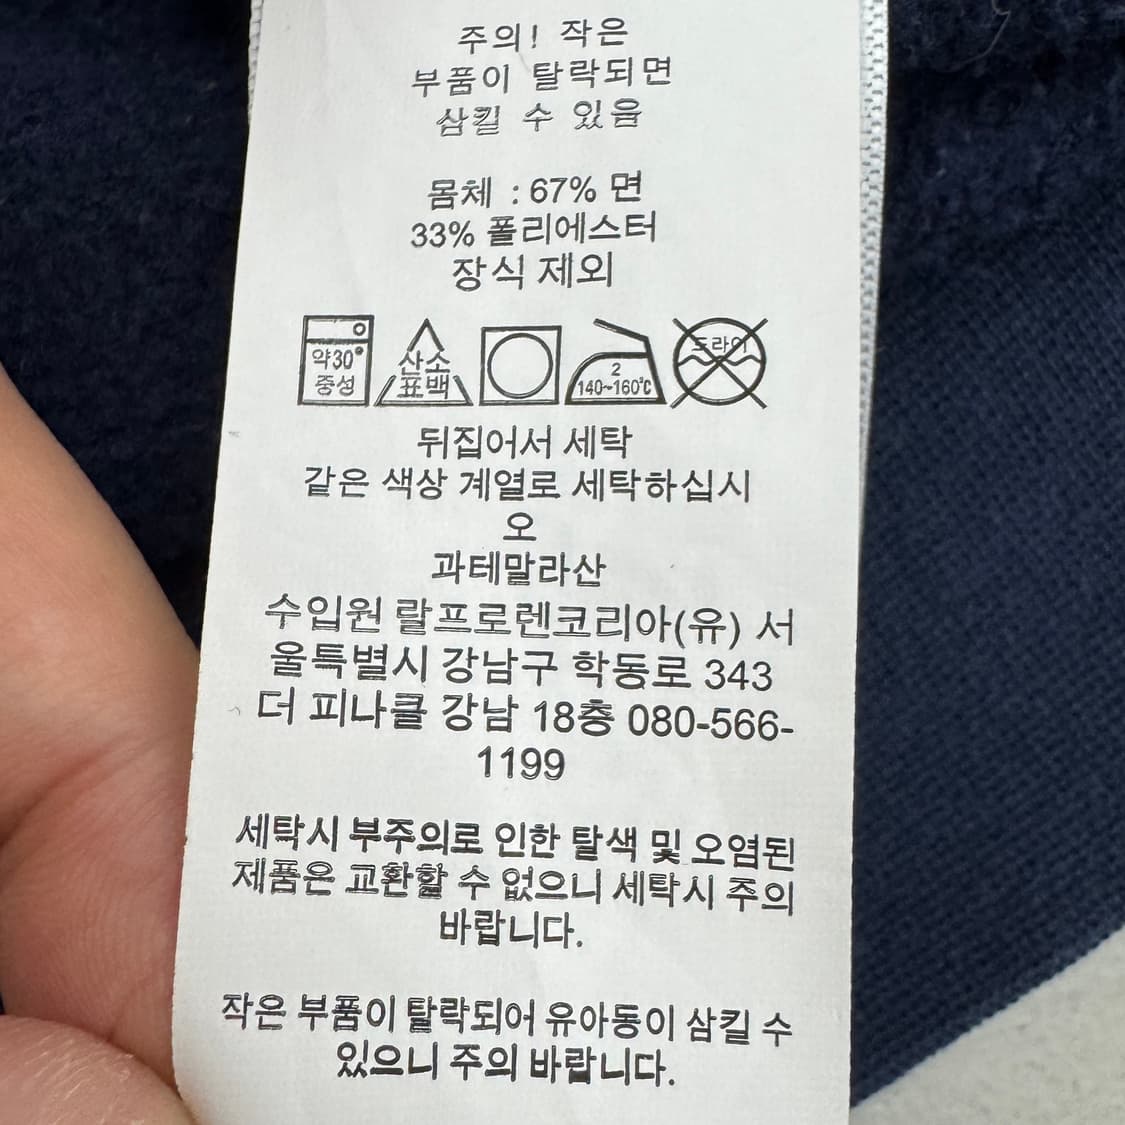 주의! 작은
부품이 탈락되면
삼킬 수 있음
몸체 : 67% 면
33% 폴리에스터
장식 제외
약30°
중성
산소
표백
2
140~160℃
드라이
뒤집어서 세탁
같은 색상 계열로 세탁하십시
오
과테말라산
수입원 랄프로렌코리아(유) 서
울특별시 강남구 학동로 343
더 피나클 강남 18층 080-566-
1199
세탁시 부주의로 인한 탈색 및 오염된
제품은 교환할 수 없으니 세탁시 주의
바랍니다.
작은 부품이 탈락되어 유아동이 삼킬 수
있으니 주의 바랍니다.